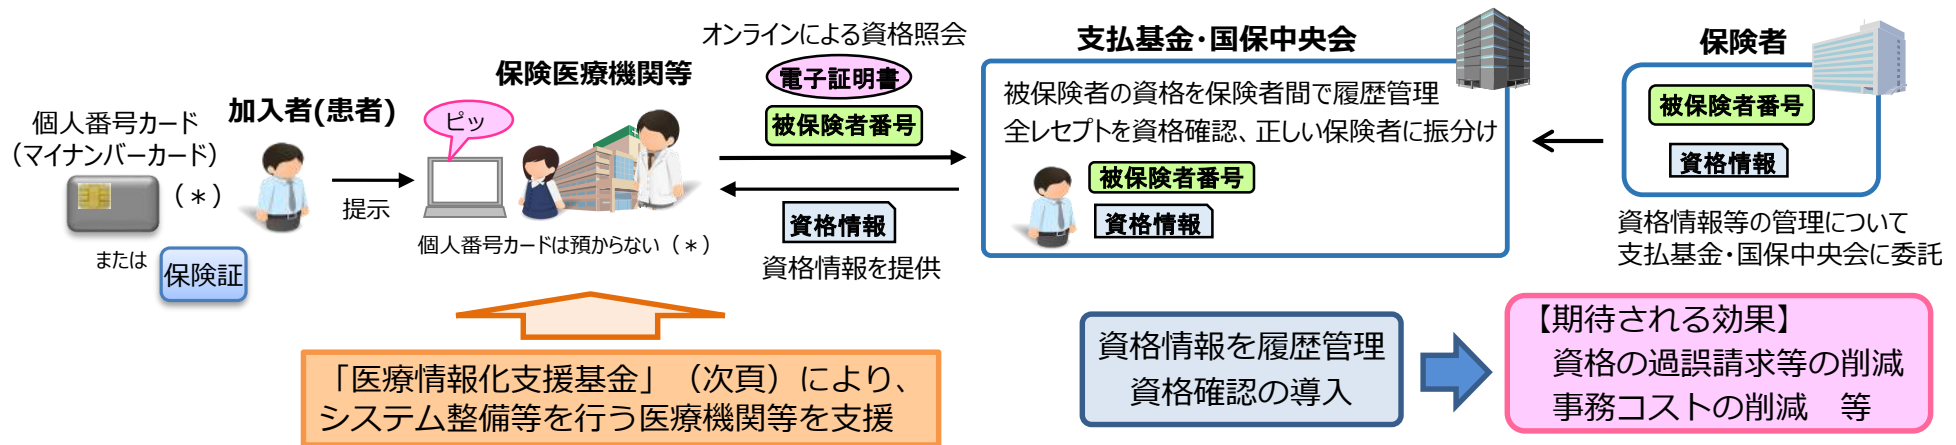 個人番号カード
（マイナンバーカード）
（＊）
または
保険証
加入者(患者)
提示
保険医療機関等
ピッ
個人番号カードは預からない（＊）
オンラインによる資格照会
電子証明書
被保険者番号
資格情報
資格情報を提供
支払基金・国保中央会
被保険者の資格を保険者間で履歴管理
全レセプトを資格確認、正しい保険者に振分け
被保険者番号
資格情報
保険者
被保険者番号
資格情報
資格情報等の管理について
支払基金・国保中央会に委託
「医療情報化支援基金」（次頁）により、
システム整備等を行う医療機関等を支援
資格情報を履歴管理
資格確認の導入
【期待される効果】
資格の過誤請求等の削減
事務コストの削減　等